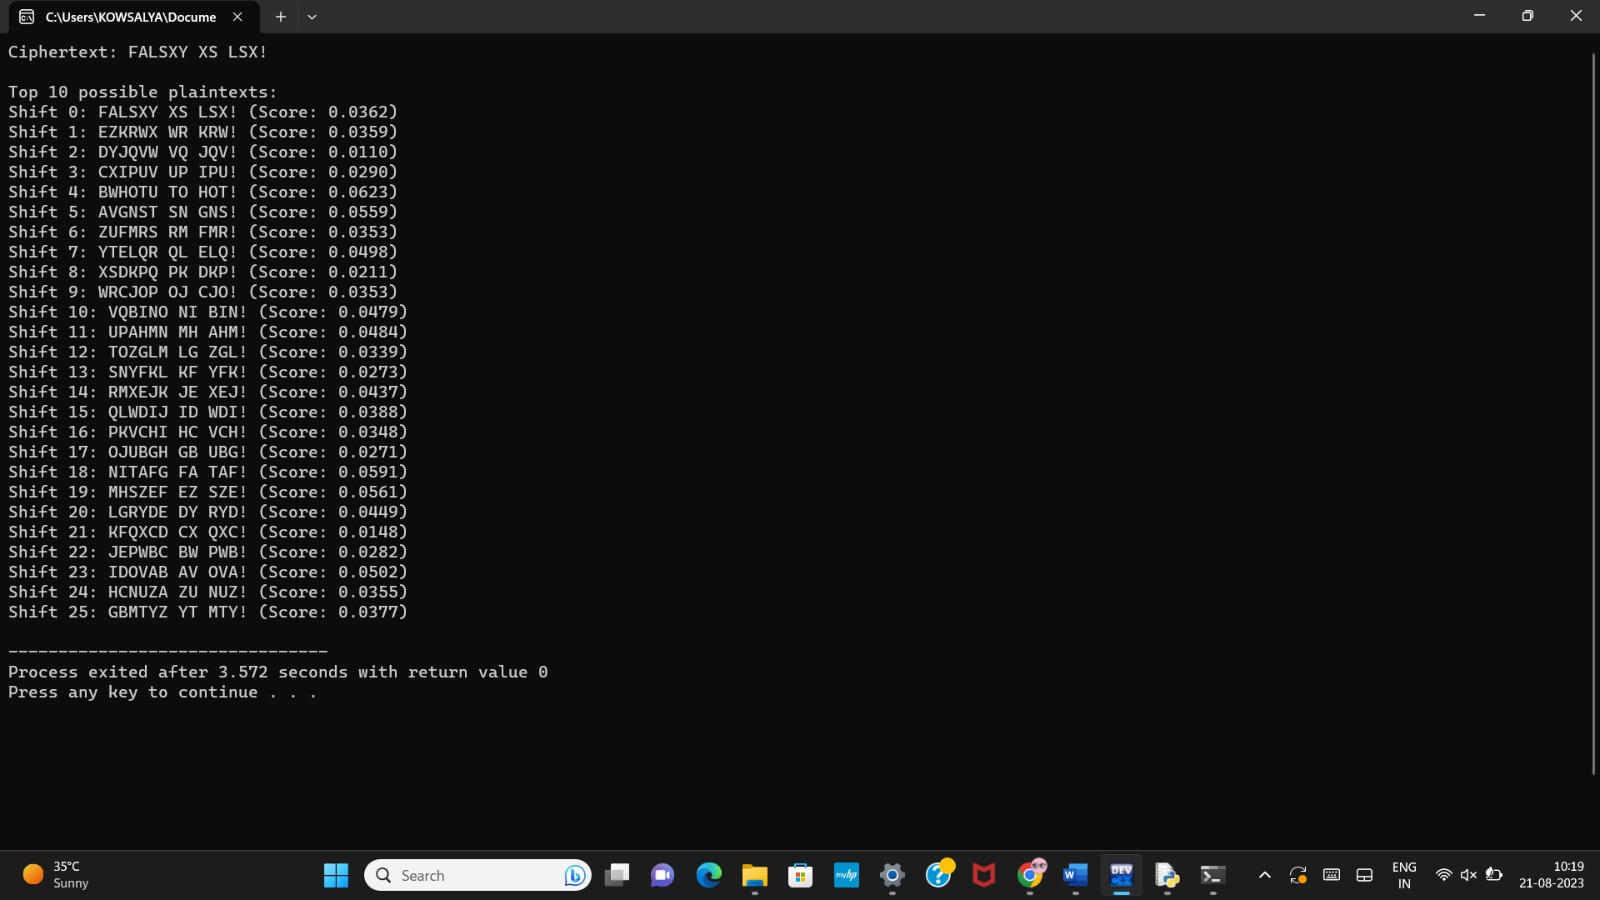 C:\Users\KOWSALYA\Docume
Ciphertext: FALSXY XS LSX!
Top 10 possible plaintexts:
Shift 0: FALSXY XS LSX! (Score: 0.0362)
Shift 1: EZKRWX WR KRW! (Score: 0.0359)
Shift 2: DYJQVW VQ JQV! (Score: 0.0110)
Shift 3: CXIPUV UP IPU! (Score: 0.0290)
Shift 4: BWHOTU TO HOT! (Score: 0.0623)
Shift 5: AVGNST SN GNS! (Score: 0.0559)
Shift 6: ZUFMRS RM FMR! (Score: 0.0353)
Shift 7: YTELQR QL ELQ! (Score: 0.0498)
Shift 8: XSDKPQ PK DKP! (Score: 0.0211)
Shift 9: WRCJOP OJ CJO! (Score: 0.0353)
Shift 10: VQBINO NI BIN! (Score: 0.0479)
Shift 11: UPAHMN MH AHM! (Score: 0.0484)
Shift 12: TOZGLM LG ZGL! (Score: 0.0339)
Shift 13: SNYFKL KF YFK! (Score: 0.0273)
Shift 14: RMXEJK JE XEJ! (Score: 0.0437)
Shift 15: QLWDIJ ID WDI! (Score: 0.0388)
Shift 16: PKVCHI HC VCH! (Score: 0.0348)
Shift 17: OJUBGH GB UBG! (Score: 0.0271)
Shift 18: NITAFG FA TAF! (Score: 0.0591)
Shift 19: MHSZEF EZ SZE! (Score: 0.0561)
Shift 20: LGRYDE DY RYD! (Score: 0.0449)
Shift 21: KFQXCD CX QXC! (Score: 0.0148)
Shift 22: JEPWBC BW PWB! (Score: 0.0282)
Shift 23: IDOVAB AV OVA! (Score: 0.0502)
Shift 24: HCNUZA ZU NUZ! (Score: 0.0355)
Shift 25: GBMTYZ YT MTY! (Score: 0.0377)
--------------------------------
Process exited after 3.572 seconds with return value 0
Press any key to continue . . .
35°C
Sunny
Search
myhp
W
DEV
C++
ENG
IN
10:19
21-08-2023